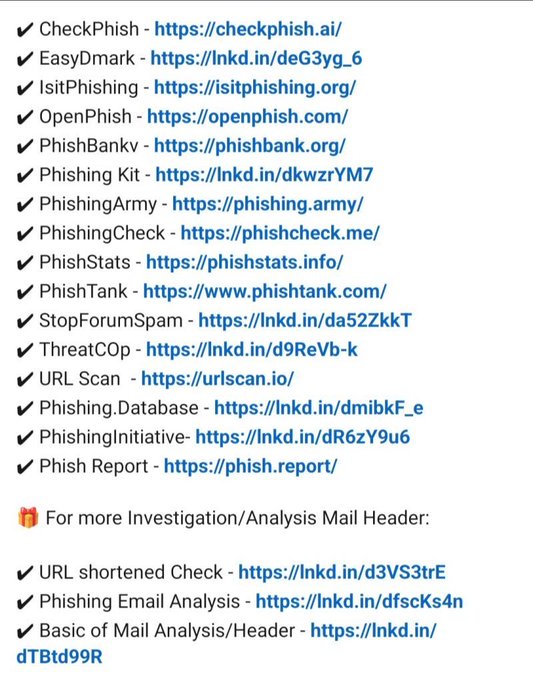 ✔ CheckPhish - https://checkphish.ai/
✔ EasyDmark - https://lnkd.in/deG3yg_6
✔ IsitPhishing - https://isitphishing.org/
✔ OpenPhish - https://openphish.com/
✔ PhishBankv - https://phishbank.org/
✔ Phishing Kit - https://lnkd.in/dkwzrYM7
✔ PhishingArmy - https://phishing.army/
✔ PhishingCheck - https://phishcheck.me/
✔ PhishStats - https://phishstats.info/
✔ PhishTank - https://www.phishtank.com/
✔ StopForumSpam - https://lnkd.in/da52ZkkT
✔ ThreatCOp - https://lnkd.in/d9ReVb-k
✔ URL Scan  - https://urlscan.io/
✔ Phishing.Database - https://lnkd.in/dmibkF_e
✔ PhishingInitiative- https://lnkd.in/dR6zY9u6
✔ Phish Report - https://phish.report/
🎁 For more Investigation/Analysis Mail Header:
✔ URL shortened Check - https://lnkd.in/d3VS3trE
✔ Phishing Email Analysis - https://lnkd.in/dfscKs4n
✔ Basic of Mail Analysis/Header - https://lnkd.in/
dTBtd99R